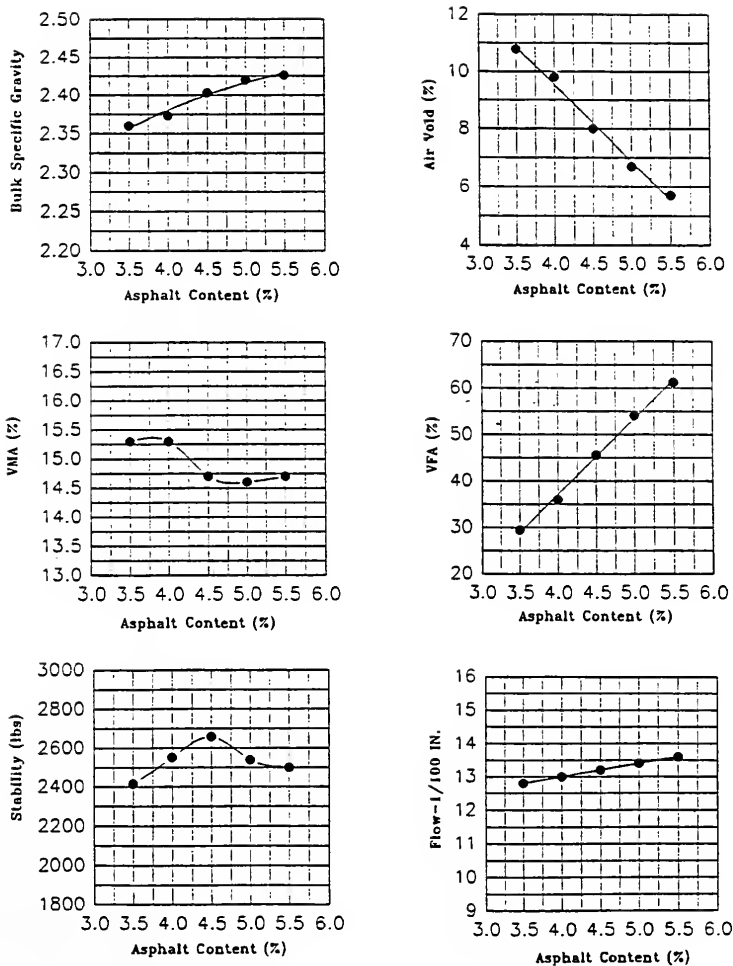 Bulk Specific Gravity
2.50
2.45
2.40
2.35
2.30
2.25
2.20
3.0 3.5 4.0 4.5 5.0 5.5 6.0
Asphalt Content (%)
Air Void (%)
12
10
8
6
4
3.0 3.5 4.0 4.5 5.0 5.5 6.0
Asphalt Content (%)
VMA (%)
17.0
16.5
16.0
15.5
15.0
14.5
14.0
13.5
13.0
3.0 3.5 4.0 4.5 5.0 5.5 6.0
Asphalt Content (%)
VFA (%)
70
60
50
40
30
20
3.0 3.5 4.0 4.5 5.0 5.5 6.0
Asphalt Content (%)
Stability (lbs)
3000
2800
2600
2400
2200
2000
1800
3.0 3.5 4.0 4.5 5.0 5.5 6.0
Asphalt Content (%)
Flow-1/100 IN.
16
15
14
13
12
11
10
9
3.0 3.5 4.0 4.5 5.0 5.5 6.0
Asphalt Content (%)